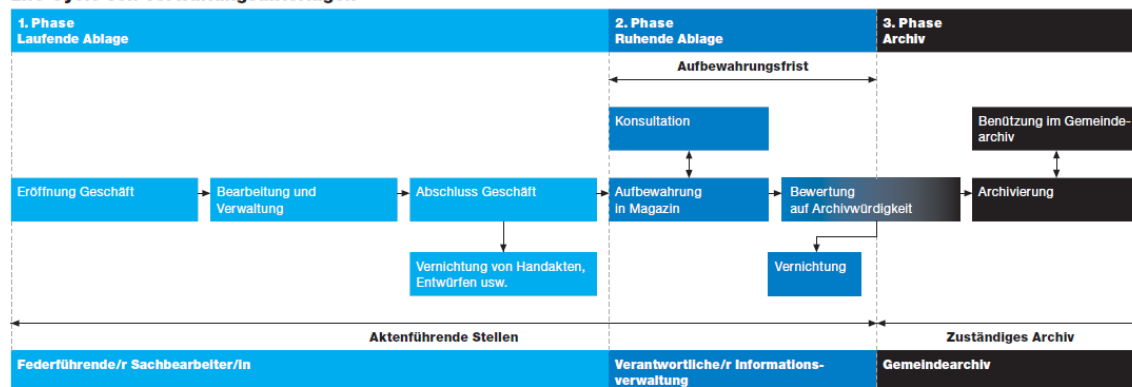 1. Phase
Laufende Ablage
2. Phase
Ruhende Ablage
3. Phase
Archiv
Aufbewahrungsfrist
Konsultation
Benützung im Gemeinde-
archiv
Eröffnung Geschäft
Bearbeitung und
Verwaltung
Abschluss Geschäft
Aufbewahrung
in Magazin
Bewertung
auf Archivwürdigkeit
Archivierung
Vernichtung von Handakten,
Entwürfen usw.
Vernichtung
Aktenführende Stellen
Zuständiges Archiv
Federführende/r Sachbearbeiter/in
Verantwortliche/r Informations-
verwaltung
Gemeindearchiv